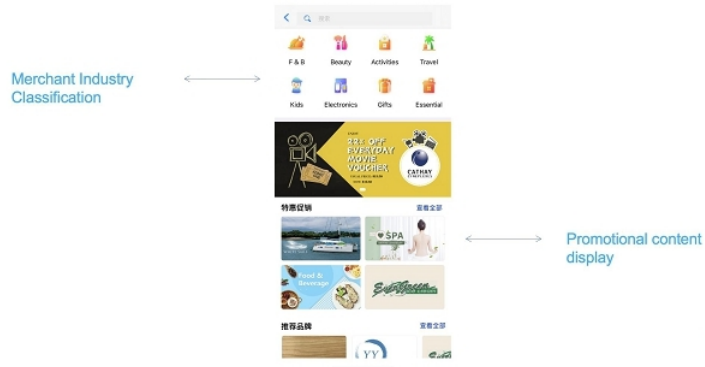 搜索
F & B
Beauty
Activities
Travel
Merchant Industry
Classification
Kids
Electronics
Gifts
Essential
22% OFF
EVERYDAY
MOVIE
VOUCHER
CATHAY
CINEPLEXES
特惠促销
查看全部
SPA
Promotional content
display
Food &
Beverage
EverGreen
推荐品牌
查看全部
YY